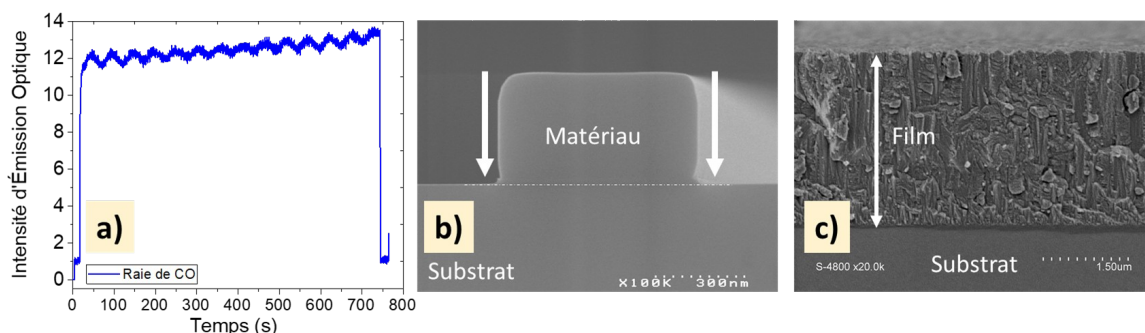 Intensité d'Émission Optique
14
12
10
8
6
4
2
0
a)
Raie de CO
0 100 200 300 400 500 600 700 800
Temps (s)
Matériau
b)
Substrat
X100K 300nm
Film
c)
S-4800 x20.0k
Substrat
1.50um